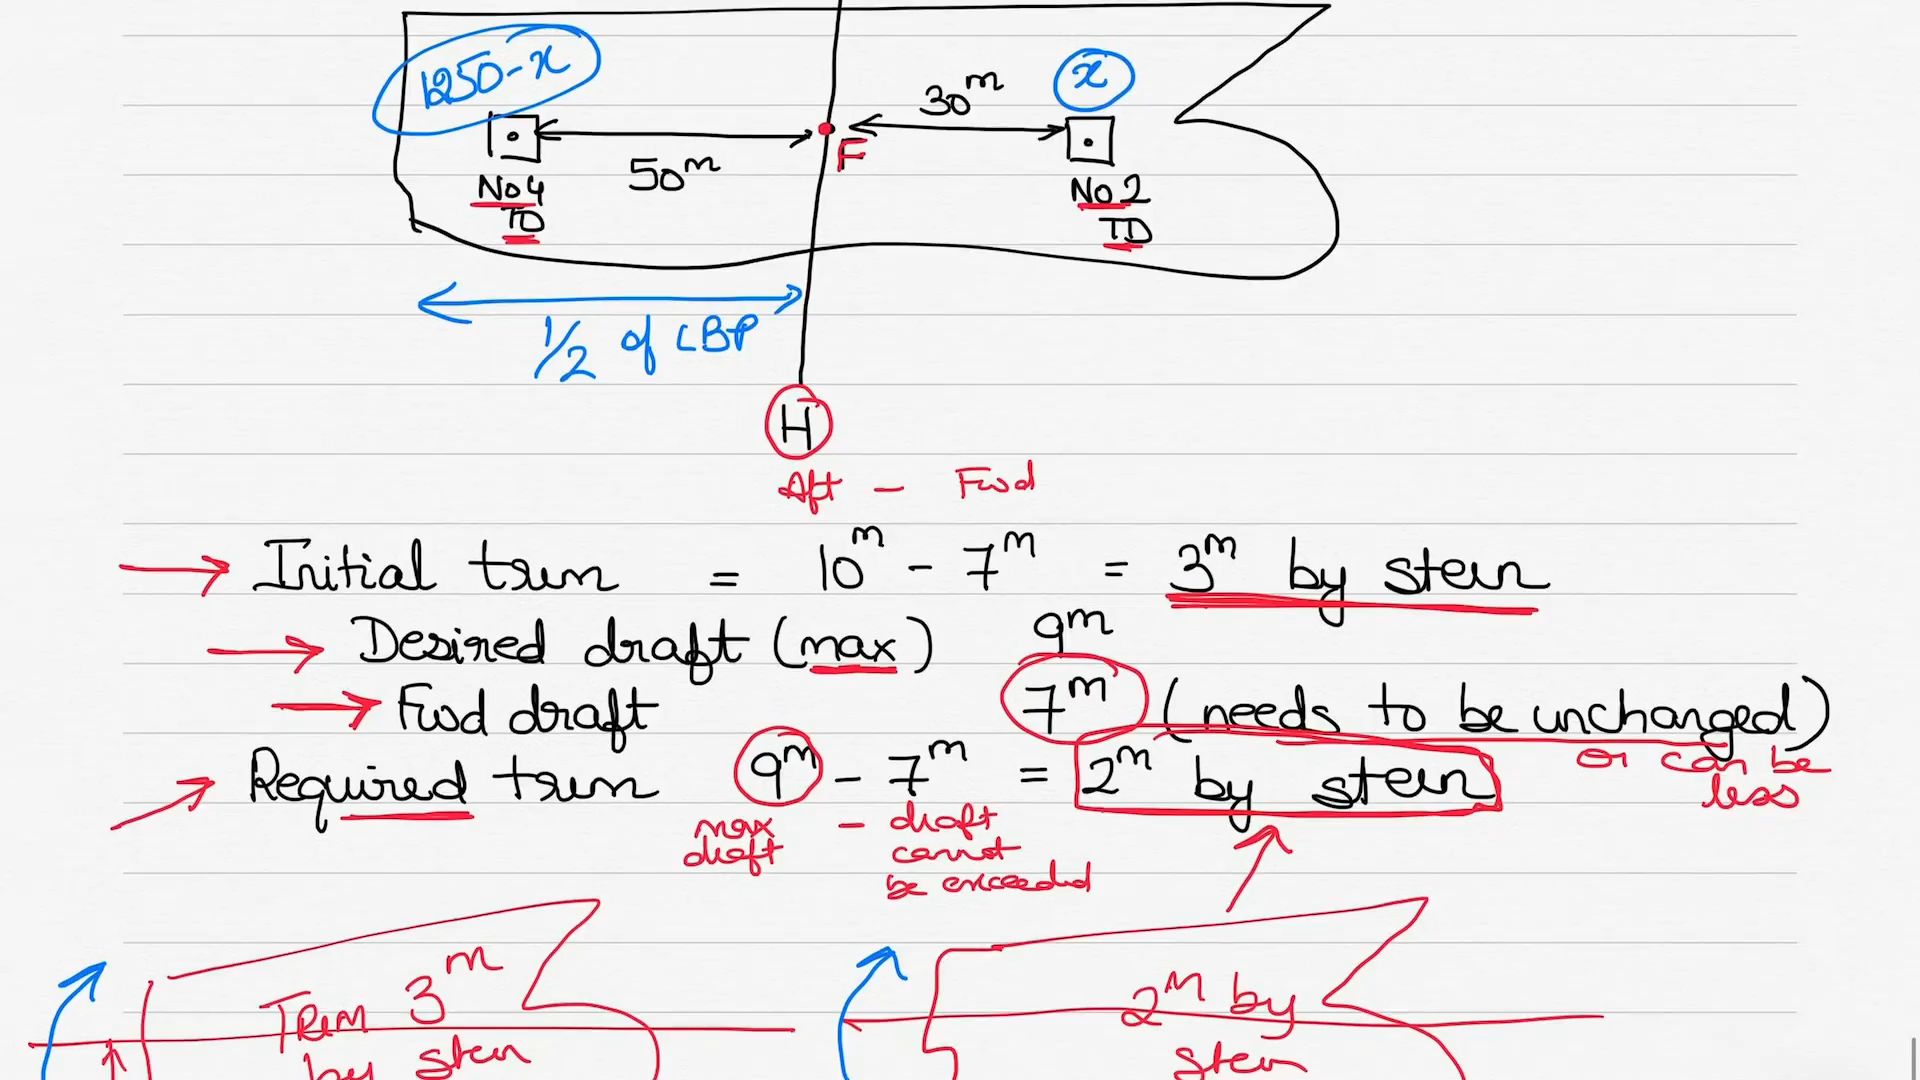 1250-x
x
30m
50m
F
No4
TD
No2
TD
1/2 of LBP
H
Aft - Fwd
→ Initial trim = 10m - 7m = 3m by stern
→ Desired draft (max) 9m
→ Fwd draft 7m (needs to be unchanged)
or can be
less
→ Required trim 9m - 7m = 2m by stern
max - draft
draft cannot
be exceeded
TRIM 3m
by stern
2m by
stern